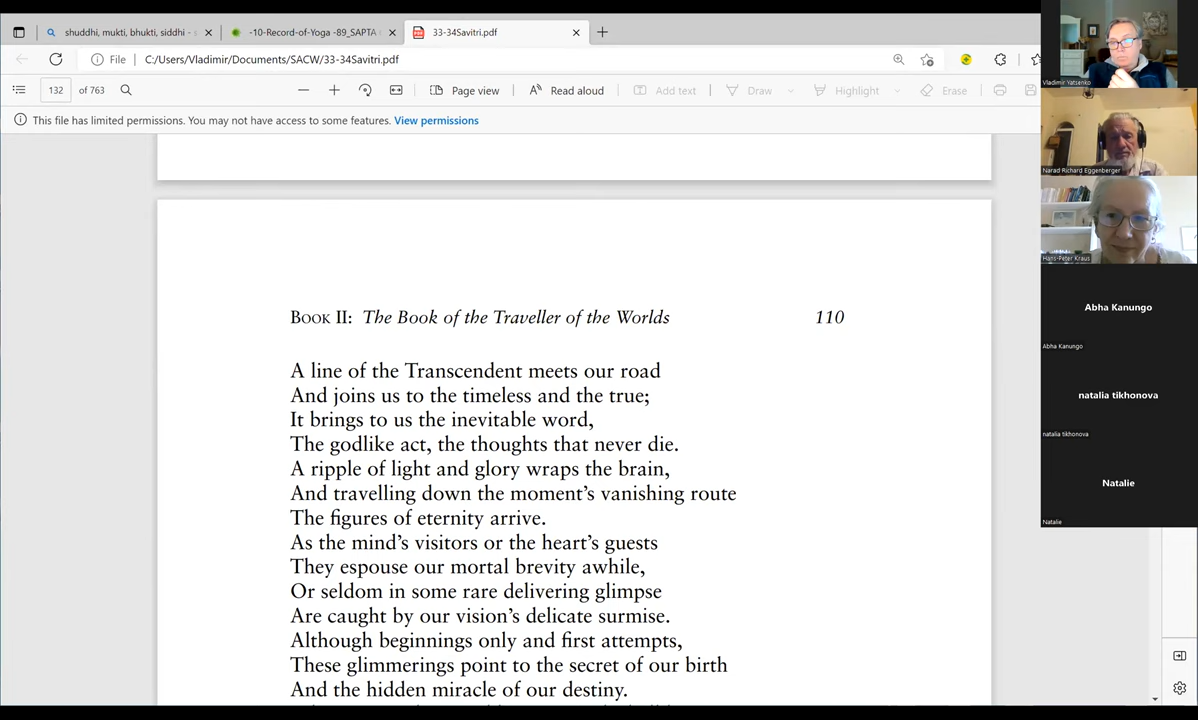 shuddhi, mukti, bhukti, siddhi -
-10-Record-of-Yoga -89_SAPTA
33-34Savitri.pdf
File
C:/Users/Vladimir/Documents/SACW/33-34Savitri.pdf
132 of 763
Page view
Read aloud
Add text
Draw
Highlight
Erase
This file has limited permissions. You may not have access to some features. View permissions
BOOK II: The Book of the Traveller of the Worlds 110
A line of the Transcendent meets our road
And joins us to the timeless and the true;
It brings to us the inevitable word,
The godlike act, the thoughts that never die.
A ripple of light and glory wraps the brain,
And travelling down the moment's vanishing route
The figures of eternity arrive.
As the mind's visitors or the heart's guests
They espouse our mortal brevity awhile,
Or seldom in some rare delivering glimpse
Are caught by our vision's delicate surmise.
Although beginnings only and first attempts,
These glimmerings point to the secret of our birth
And the hidden miracle of our destiny.
Vladimir Yatsenko
Narad Richard Eggenberger
Hans-Peter Kraus
Abha Kanungo
Abha Kanungo
natalia tikhonova
natalia tikhonova
Natalie
Natalie